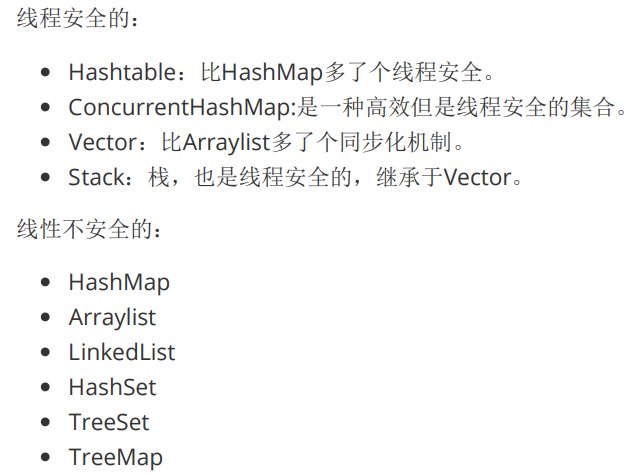 线程安全的：
Hashtable：比HashMap多了个线程安全。
ConcurrentHashMap:是一种高效但是线程安全的集合。
Vector：比Arraylist多了个同步化机制。
Stack：栈，也是线程安全的，继承于Vector。
线性不安全的：
HashMap
Arraylist
LinkedList
HashSet
TreeSet
TreeMap